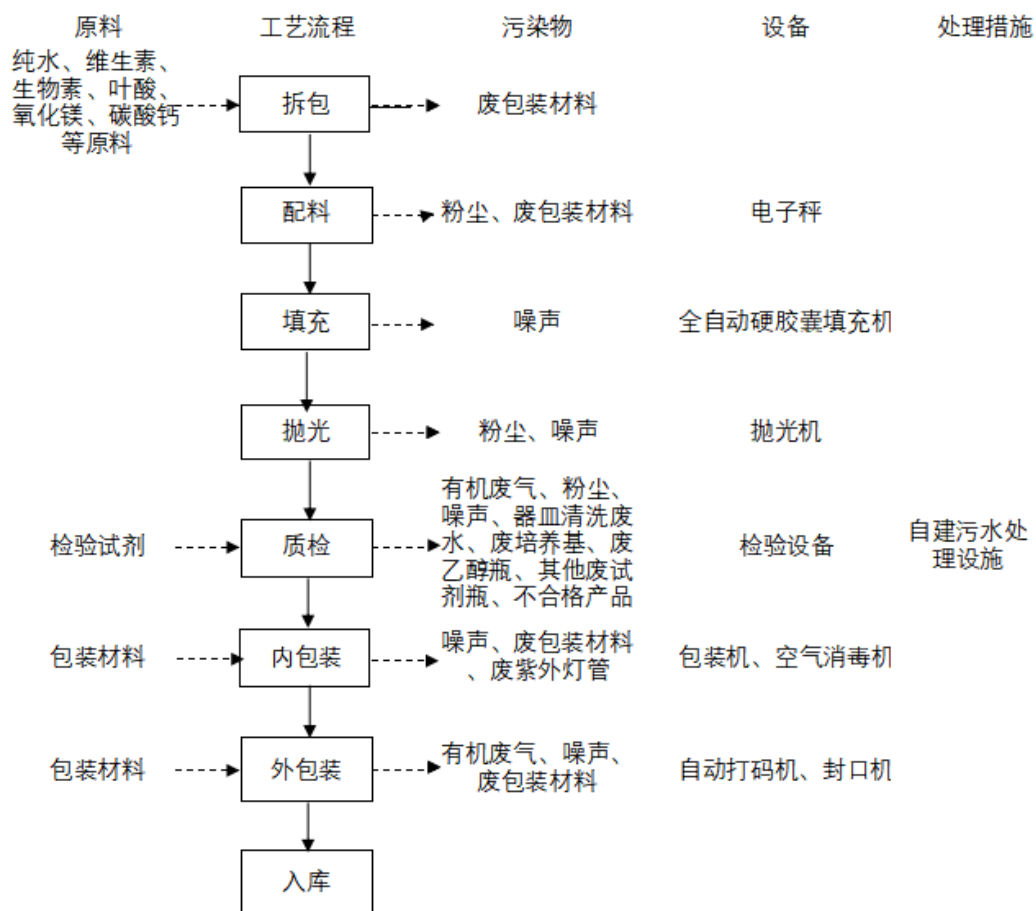 原料 工艺流程 污染物 设备 处理措施
纯水、维生素、
生物素、叶酸、
氧化镁、碳酸钙
等原料
拆包
废包装材料
配料
粉尘、废包装材料
电子秤
填充
噪声
全自动硬胶囊填充机
抛光
粉尘、噪声
抛光机
检验试剂
质检
有机废气、粉尘、
噪声、器皿清洗废
水、废培养基、废
乙醇瓶、其他废试
剂瓶、不合格产品
检验设备
自建污水处
理设施
包装材料
内包装
噪声、废包装材料
、废紫外灯管
包装机、空气消毒机
包装材料
外包装
有机废气、噪声、
废包装材料
自动打码机、封口机
入库